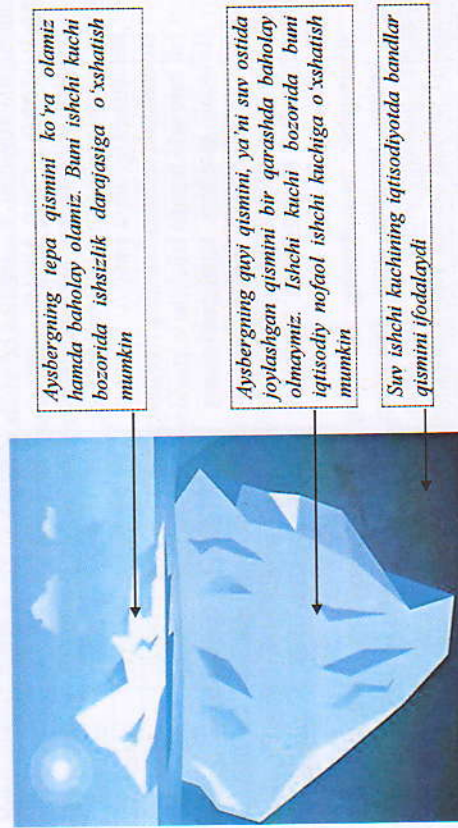 Aysbergning tepa qismini ko'ra olamiz
hamda baholay olamiz. Buni ishchi kuchi
bozorida ishsizlik darajasiga o'xshatish
mumkin
Aysbergning quyi qismini, ya'ni suv ostida
joylashgan qismini bir qarashda baholay
olmaymiz. Ishchi kuchi bozorida buni
iqtisodiy nofaol ishchi kuchiga o'xshatish
mumkin
Suv ishchi kuchining iqtisodiyotda bandlar
qismini ifodalaydi